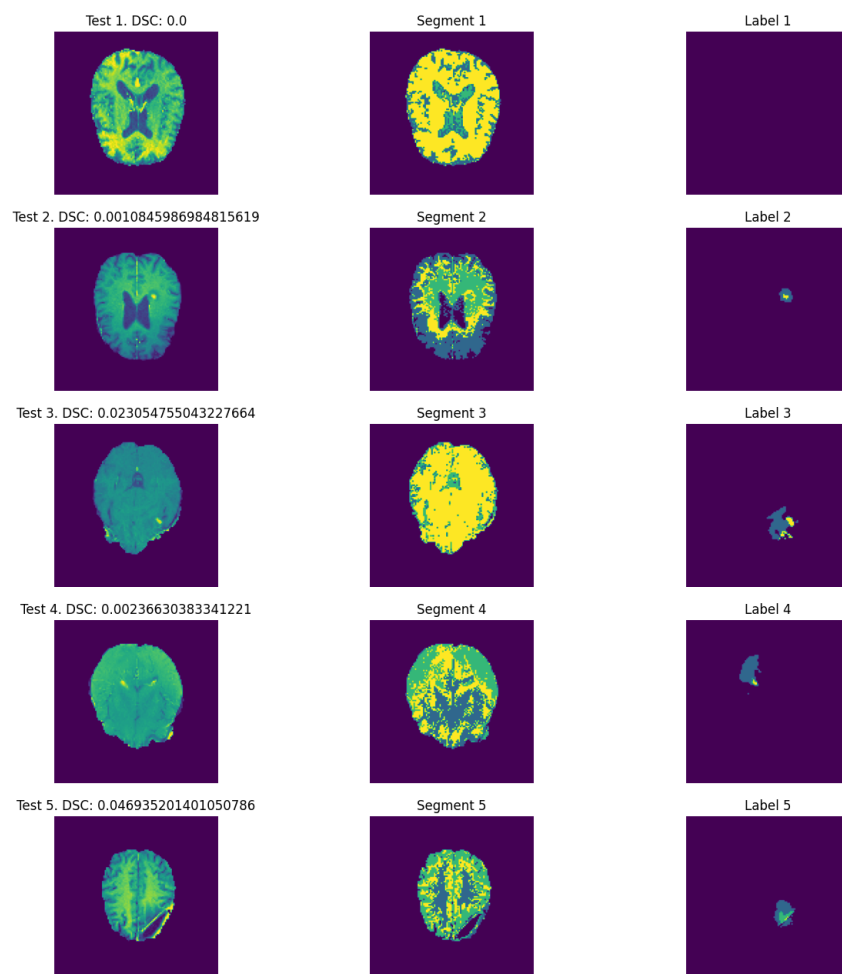 Test 1. DSC: 0.0
Segment 1
Label 1
Test 2. DSC: 0.0010845986984815619
Segment 2
Label 2
Test 3. DSC: 0.023054755043227664
Segment 3
Label 3
Test 4. DSC: 0.00236630383341221
Segment 4
Label 4
Test 5. DSC: 0.046935201401050786
Segment 5
Label 5